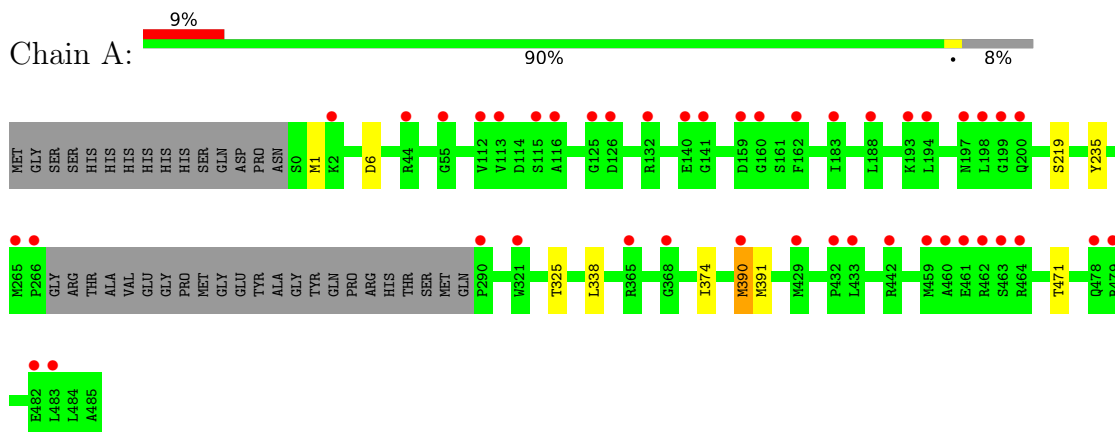 9%
Chain A:
90% • 8%
MET GLY SER SER HIS HIS HIS HIS HIS HIS SER GLN ASP PRO ASN S0 M1 K2 D6 R44 G55 V112 V113 D114 S115 A116 G125 D126 R132 E140 G141 D159 G160 S161 F162 I183 L188 K193 L194 N197 L198 G199 Q200 S219 Y235
M265 P266 GLY ARG THR ALA VAL GLU GLY PRO MET GLY GLU TYR ALA GLY TYR GLN PRO ARG HIS THR SER MET GLN P290 W321 T325 L338 R365 G368 I374 M390 M391 M429 P432 L433 R442 M459 A460 E461 R462 S463 R464 T471 Q478
E482 L483 L484 A485